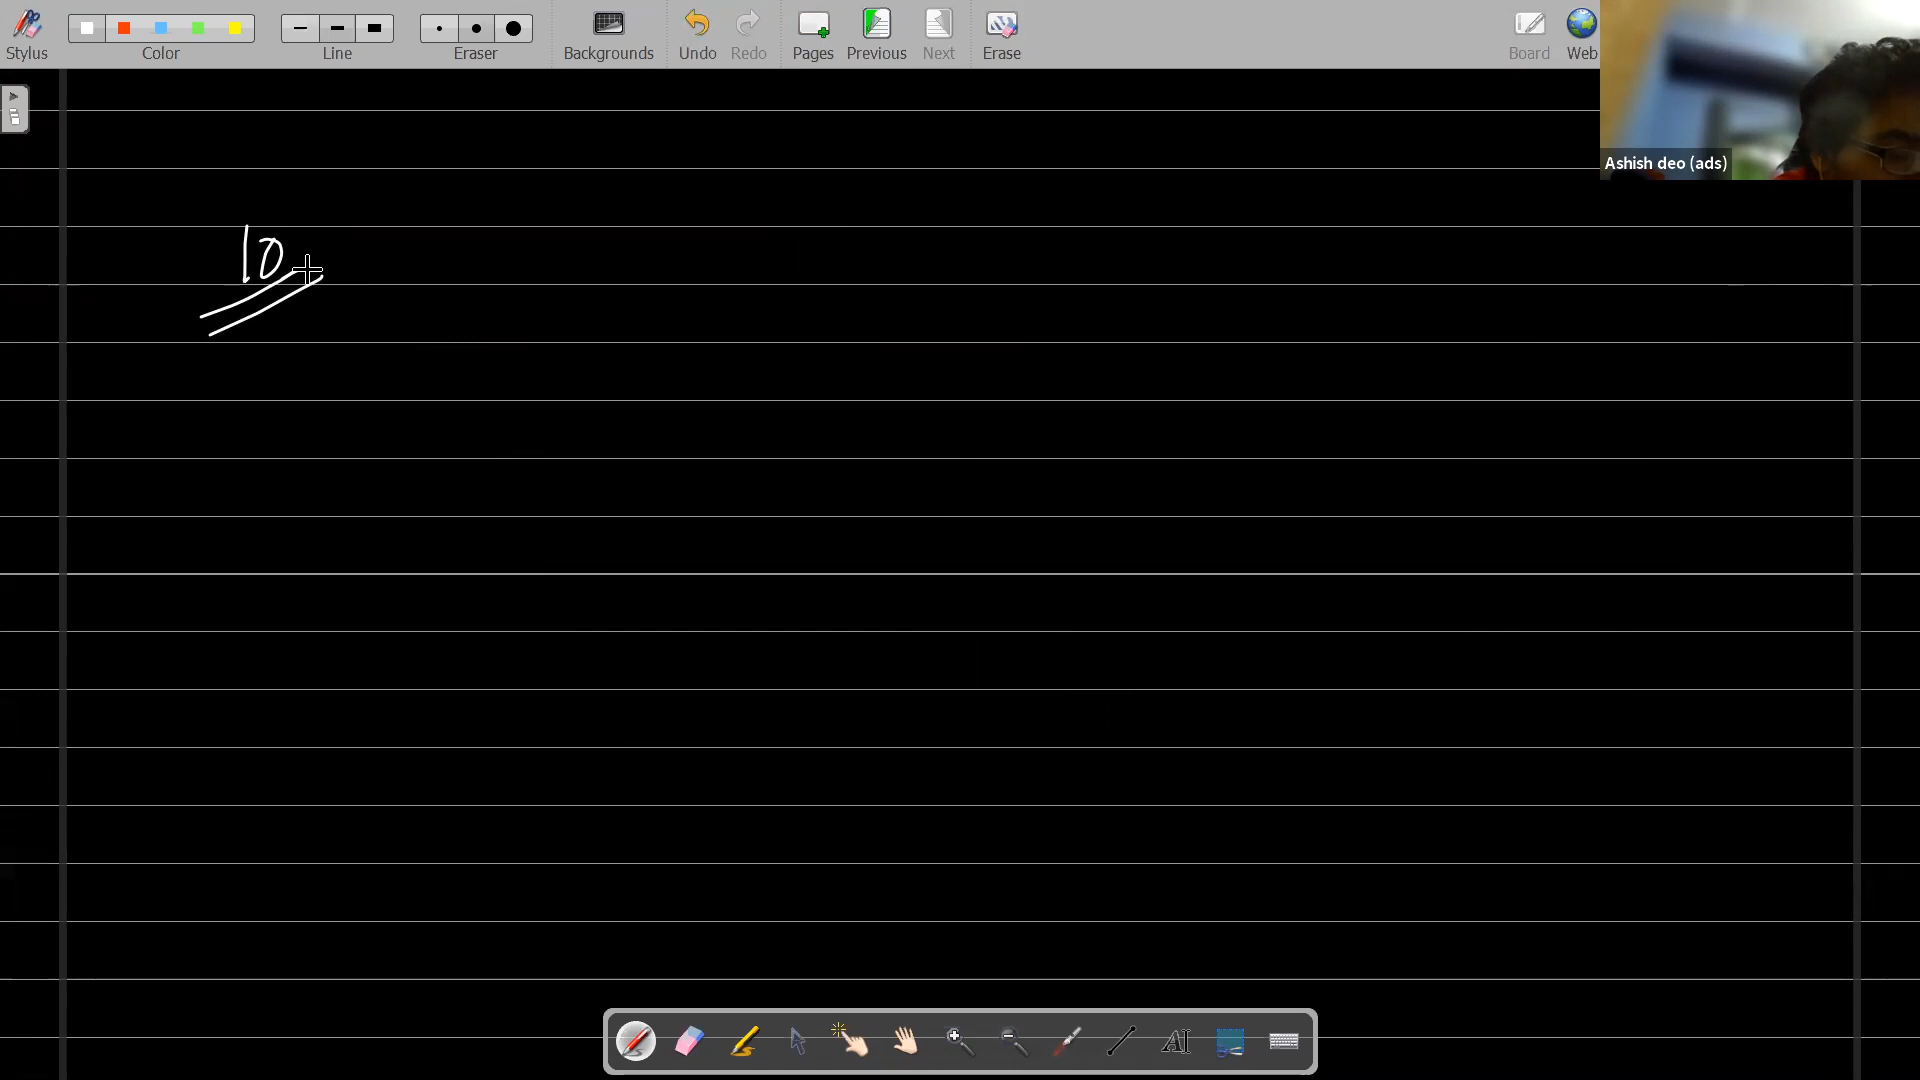 Stylus Color Line Eraser Backgrounds Undo Redo Pages Previous Next Erase Board Web
Ashish deo (ads)
10